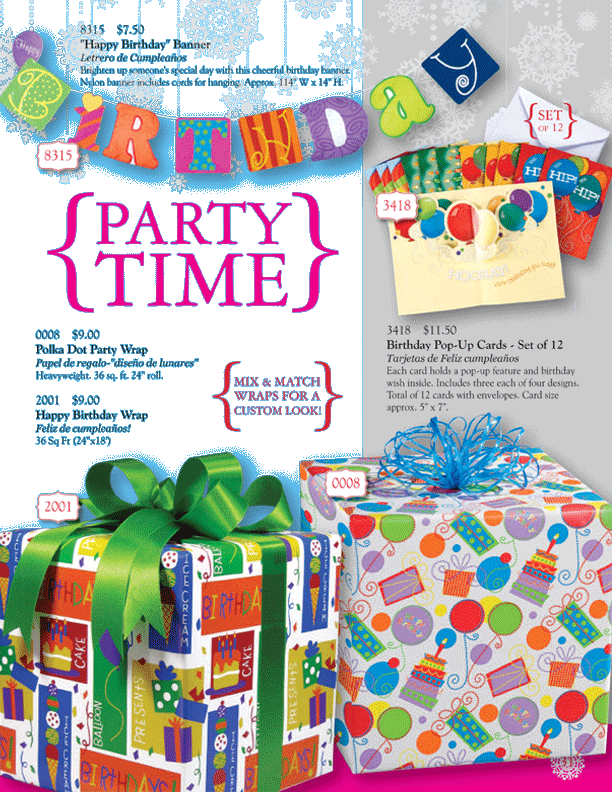 8315 $7.50
"Happy Birthday" Banner
Letrero de Cumpleaños
Brighten up someone's special day with this cheerful birthday banner.
Nylon banner includes cords for hanging. Approx. 114" W x 14" H.
BIRTHDaY
8315
SET
OF 12
HIP!
HIP!
HIP!
3418
PARTY
TIME
0008 $9.00
Polka Dot Party Wrap
Papel de regalo-"diseño de lunares"
Heavyweight. 36 sq. ft. 24" roll.
2001 $9.00
Happy Birthday Wrap
Feliz de cumpleaños!
36 Sq Ft (24"x18')
MIX & MATCH
WRAPS FOR A
CUSTOM LOOK!
3418 $11.50
Birthday Pop-Up Cards - Set of 12
Tarjetas de Feliz cumpleaños
Each card holds a pop-up feature and birthday
wish inside. Includes three each of four designs.
Total of 12 cards with envelopes. Card size
approx. 5" x 7".
2001
0008
BIRTHDAY
ICE CREAM
CAKE
BALLOON
PRESENTS
PRESENTS
BIRTHDAY!